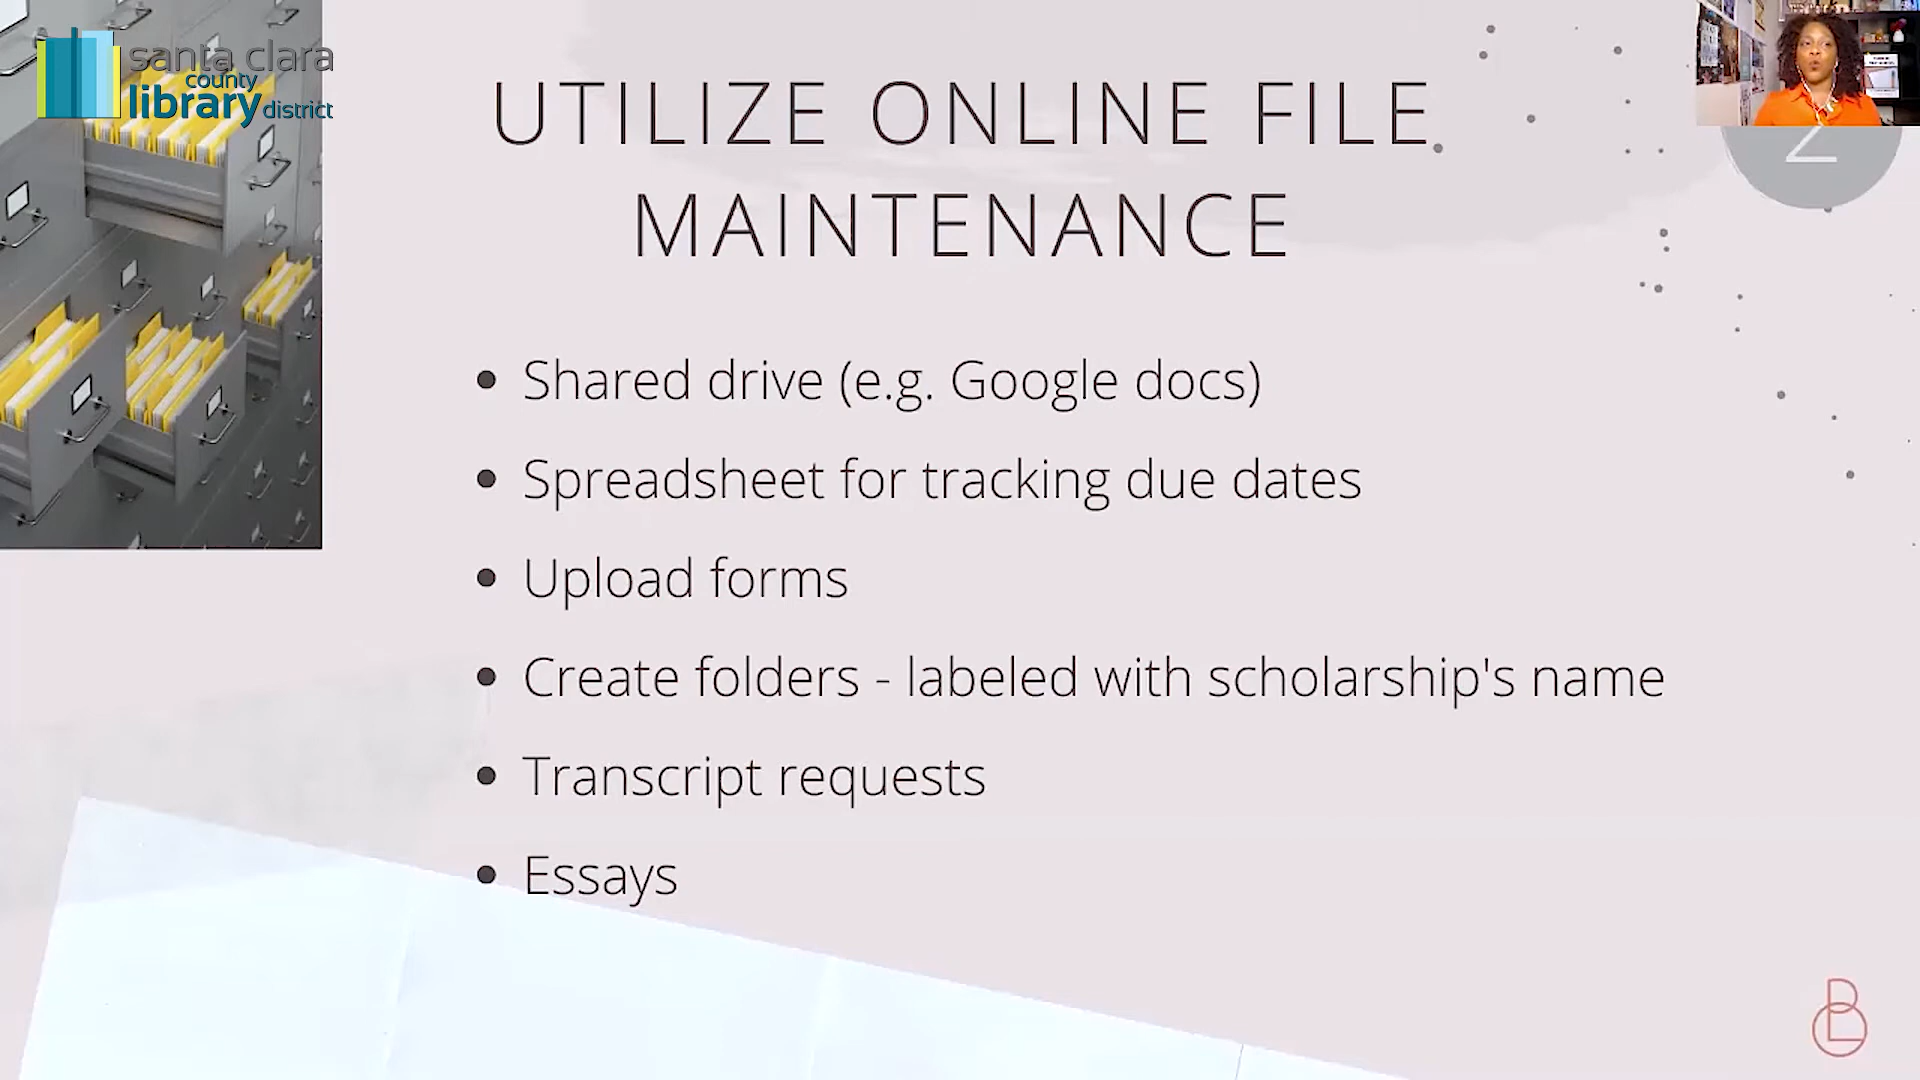 santa clara
county
library district
UTILIZE ONLINE FILE
MAINTENANCE
• Shared drive (e.g. Google docs)
• Spreadsheet for tracking due dates
• Upload forms
• Create folders - labeled with scholarship's name
• Transcript requests
• Essays